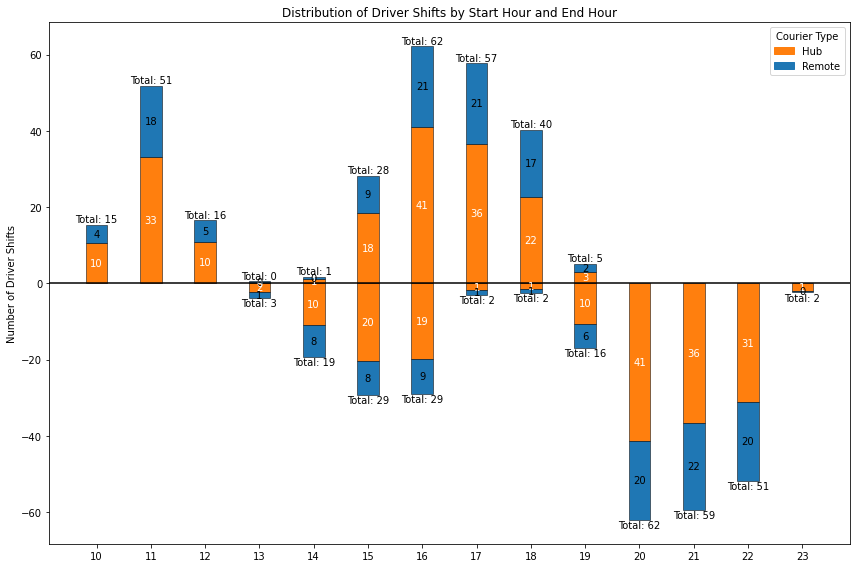 Distribution of Driver Shifts by Start Hour and End Hour
Courier Type
Hub
Remote
Number of Driver Shifts
60
40
20
0
−20
−40
−60
Total: 15
4
10
Total: 51
18
33
Total: 16
5
10
Total: 0
Total: 3
Total: 1
10
8
Total: 19
Total: 28
9
18
20
8
Total: 29
Total: 62
21
41
19
9
Total: 29
Total: 57
21
36
1
Total: 2
Total: 40
17
22
Total: 2
Total: 5
2
3
10
6
Total: 16
41
20
Total: 62
36
22
Total: 59
31
20
Total: 51
Total: 2
10 11 12 13 14 15 16 17 18 19 20 21 22 23